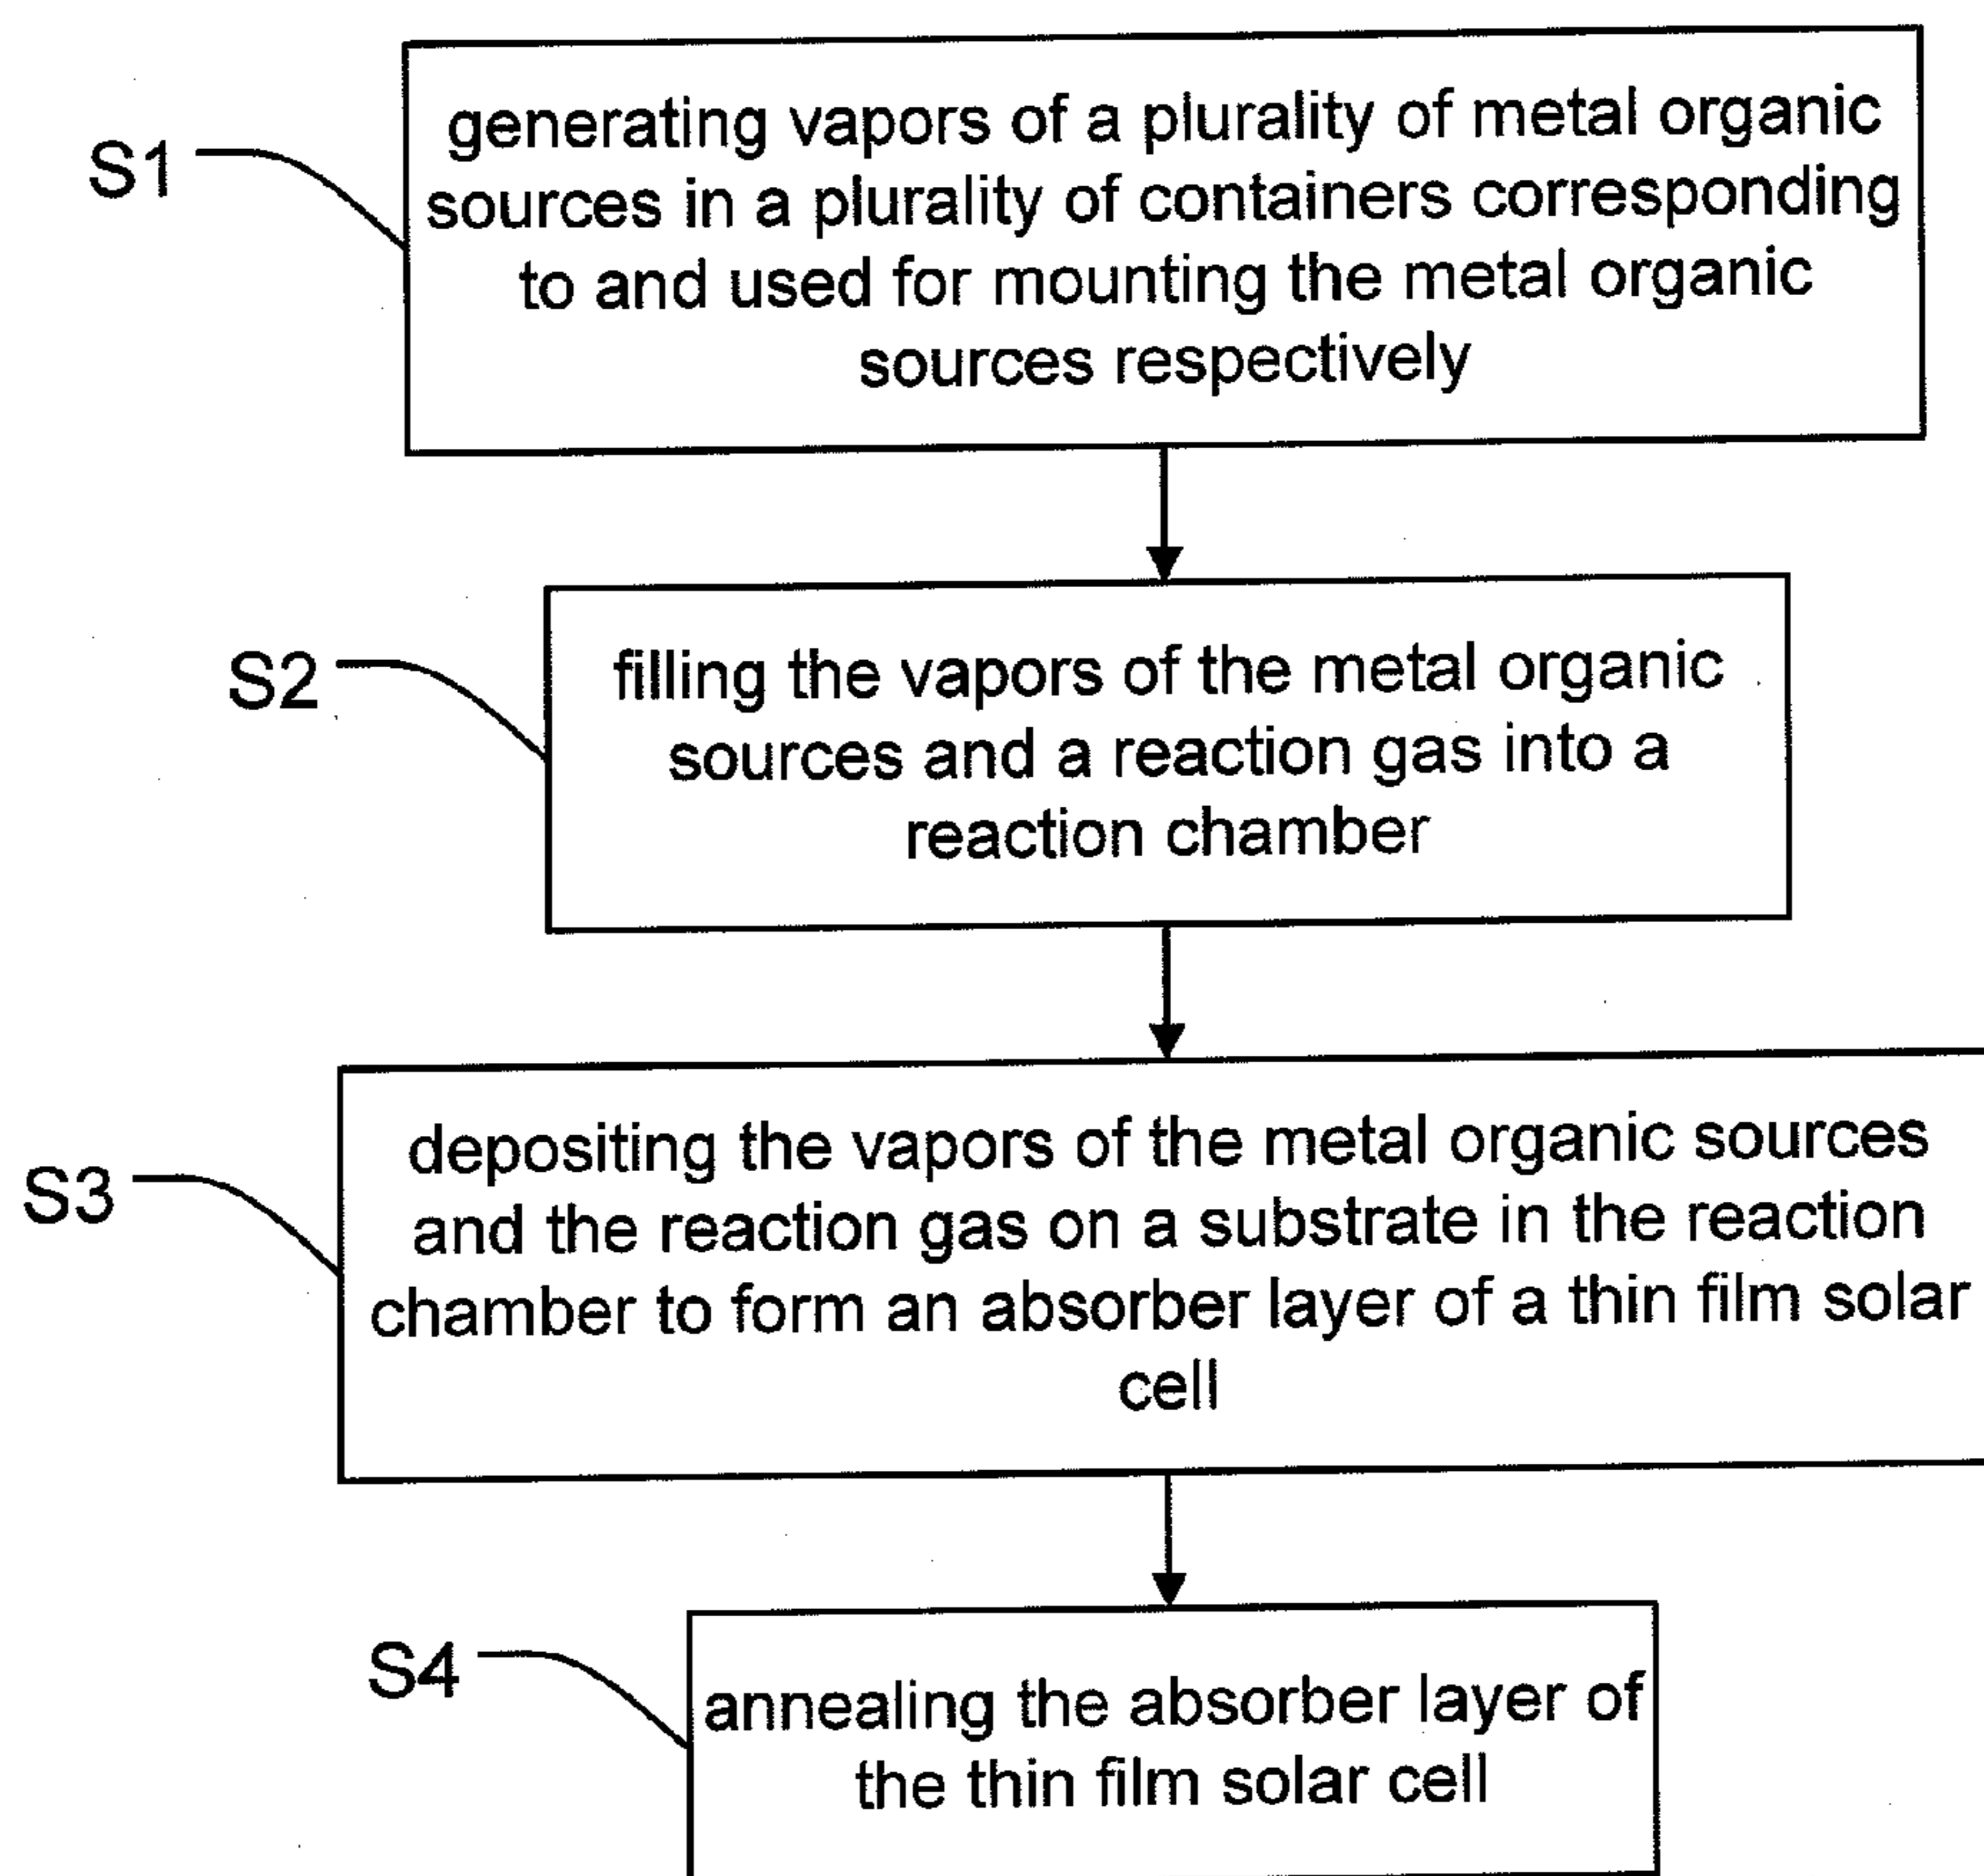 S1
generating vapors of a plurality of metal organic
sources in a plurality of containers corresponding
to and used for mounting the metal organic
sources respectively
S2
filling the vapors of the metal organic
sources and a reaction gas into a
reaction chamber
S3
depositing the vapors of the metal organic sources
and the reaction gas on a substrate in the reaction
chamber to form an absorber layer of a thin film solar
cell
S4
annealing the absorber layer of
the thin film solar cell